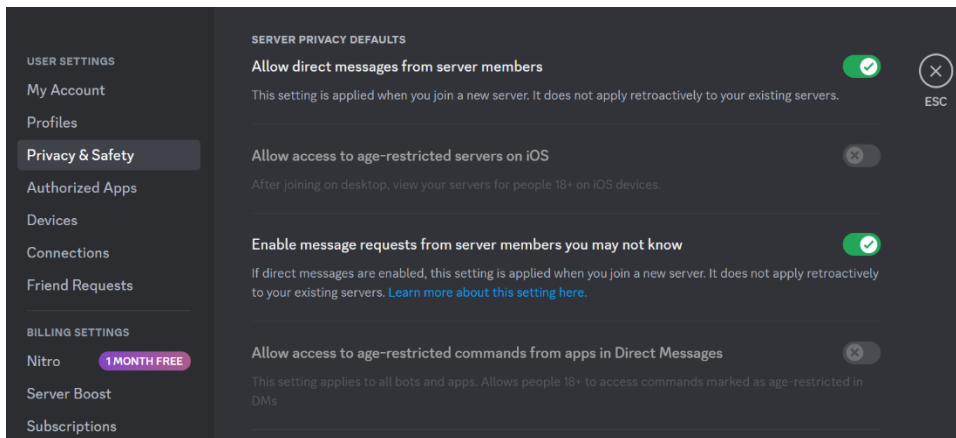 USER SETTINGS
My Account
Profiles
Privacy & Safety
Authorized Apps
Devices
Connections
Friend Requests
BILLING SETTINGS
Nitro 1 MONTH FREE
Server Boost
Subscriptions
SERVER PRIVACY DEFAULTS
Allow direct messages from server members
This setting is applied when you join a new server. It does not apply retroactively to your existing servers.
Allow access to age-restricted servers on iOS
After joining on desktop, view your servers for people 18+ on iOS devices.
Enable message requests from server members you may not know
If direct messages are enabled, this setting is applied when you join a new server. It does not apply retroactively
to your existing servers. Learn more about this setting here.
Allow access to age-restricted commands from apps in Direct Messages
This setting applies to all bots and apps. Allows people 18+ to access commands marked as age-restricted in
DMs
ESC